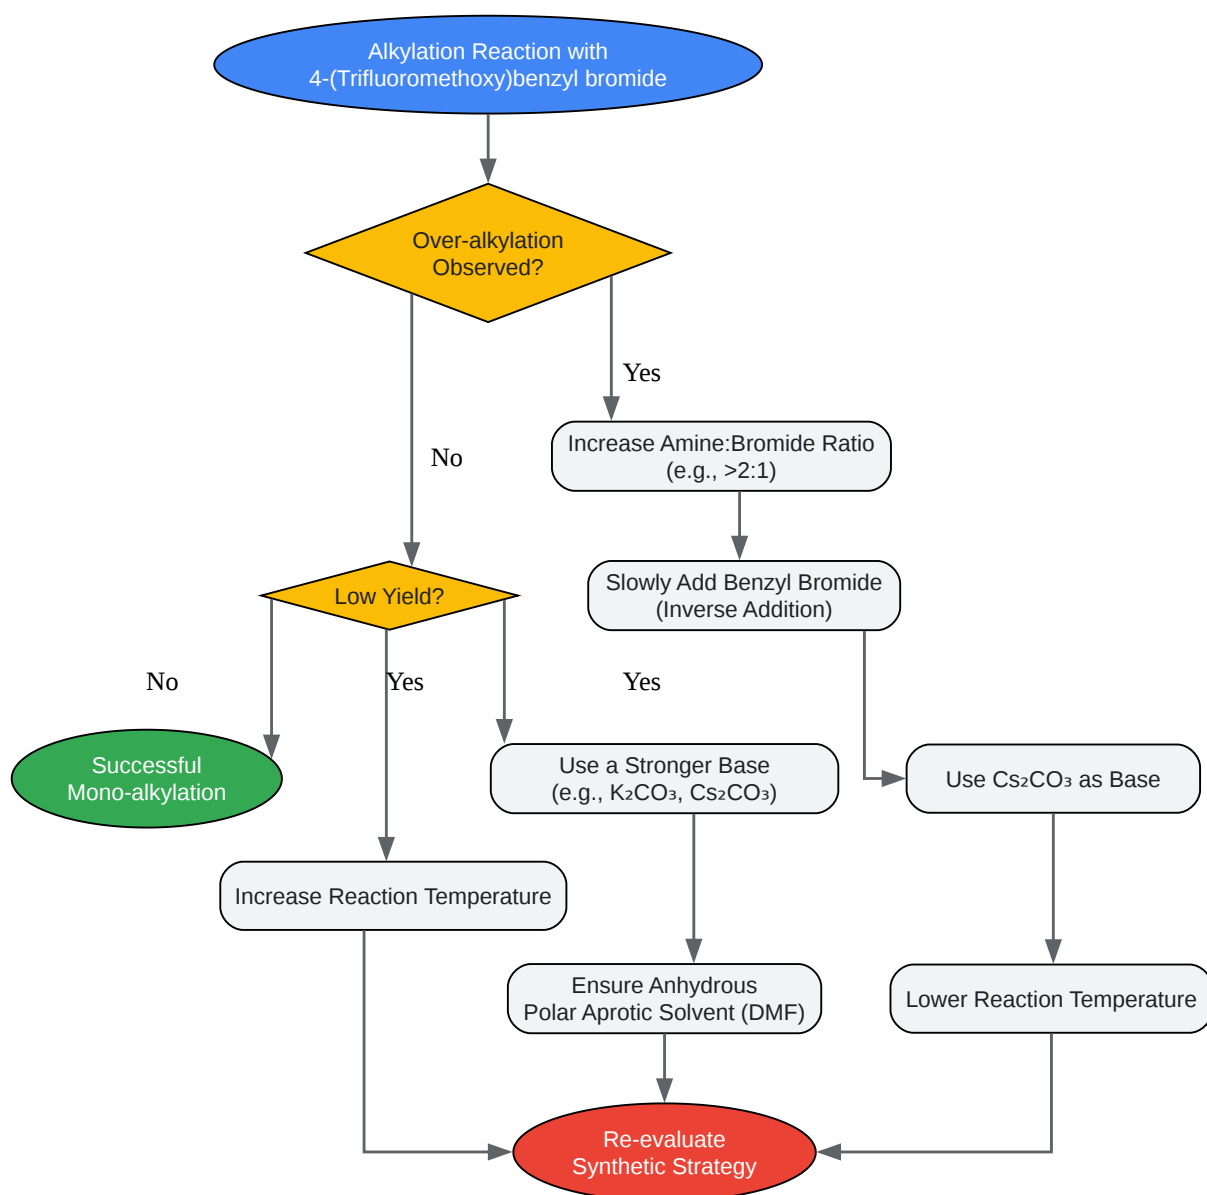 Alkylation Reaction with
4-(Trifluoromethoxy)benzyl bromide
Over-alkylation
Observed?
Yes
No
Increase Amine:Bromide Ratio
(e.g., >2:1)
Slowly Add Benzyl Bromide
(Inverse Addition)
Low Yield?
No
Yes
Yes
Successful
Mono-alkylation
Use a Stronger Base
(e.g., K₂CO₃, Cs₂CO₃)
Use Cs₂CO₃ as Base
Increase Reaction Temperature
Ensure Anhydrous
Polar Aprotic Solvent (DMF)
Lower Reaction Temperature
Re-evaluate
Synthetic Strategy